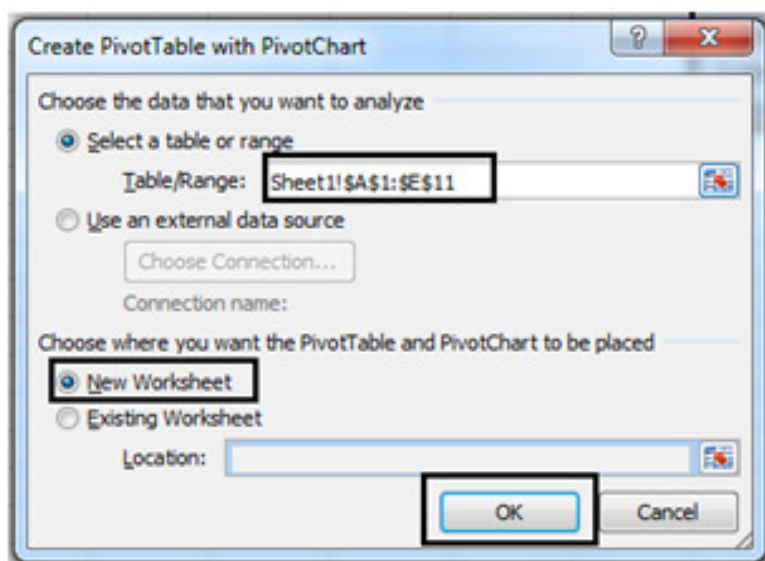 Create PivotTable with PivotChart
?
Choose the data that you want to analyze
Select a table or range
Table/Range: Sheet1!$A$1:$E$11
Use an external data source
Choose Connection...
Connection name:
Choose where you want the PivotTable and PivotChart to be placed
New Worksheet
Existing Worksheet
Location:
OK Cancel